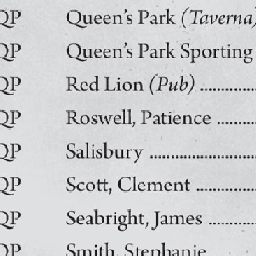 QP Queen's Park (Taverna)
QP Queen's Park Sporting
QP Red Lion (Pub) ..............
QP Roswell, Patience ..........
QP Salisbury ......................
QP Scott, Clement ..............
QP Seabright, James ............
QP Smith, Stephanie